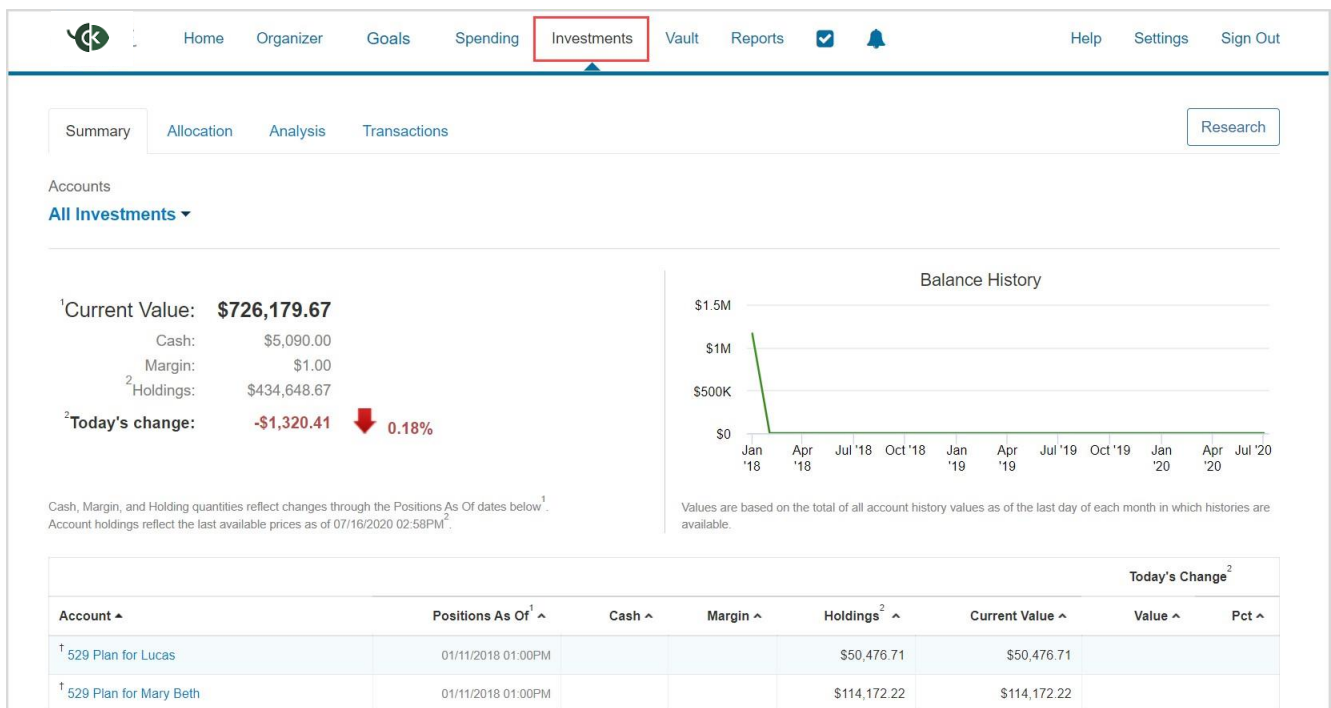 CK Home Organizer Goals Spending Investments Vault Reports Help Settings Sign Out
Summary Allocation Analysis Transactions Research
Accounts
All Investments
Balance History
1Current Value: $726,179.67
Cash: $5,090.00
Margin: $1.00
2Holdings: $434,648.67
2Today's change: -$1,320.41 0.18%
$1.5M
$1M
$500K
$0
Jan '18 Apr '18 Jul '18 Oct '18 Jan '19 Apr '19 Jul '19 Oct '19 Jan '20 Apr '20 Jul '20
Cash, Margin, and Holding quantities reflect changes through the Positions As Of dates below1.
Account holdings reflect the last available prices as of 07/16/2020 02:58PM2.
Values are based on the total of all account history values as of the last day of each month in which histories are
available.
Today's Change2
Account Positions As Of1 Cash Margin Holdings2 Current Value Value Pct
† 529 Plan for Lucas 01/11/2018 01:00PM $50,476.71 $50,476.71
† 529 Plan for Mary Beth 01/11/2018 01:00PM $114,172.22 $114,172.22